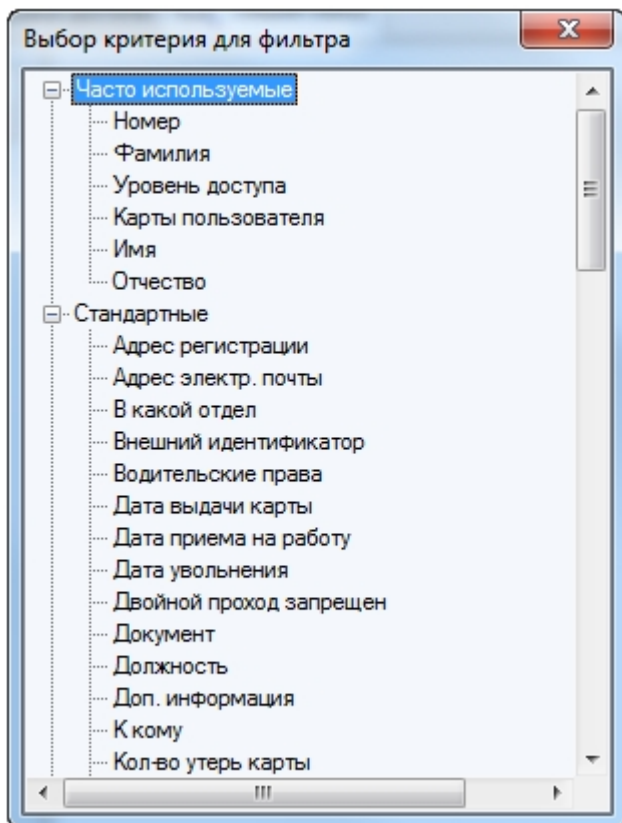 Выбор критерия для фильтра
Часто используемые
Номер
Фамилия
Уровень доступа
Карты пользователя
Имя
Отчество
Стандартные
Адрес регистрации
Адрес электр. почты
В какой отдел
Внешний идентификатор
Водительские права
Дата выдачи карты
Дата приема на работу
Дата увольнения
Двойной проход запрещен
Документ
Должность
Доп. информация
К кому
Кол-во утерь карты